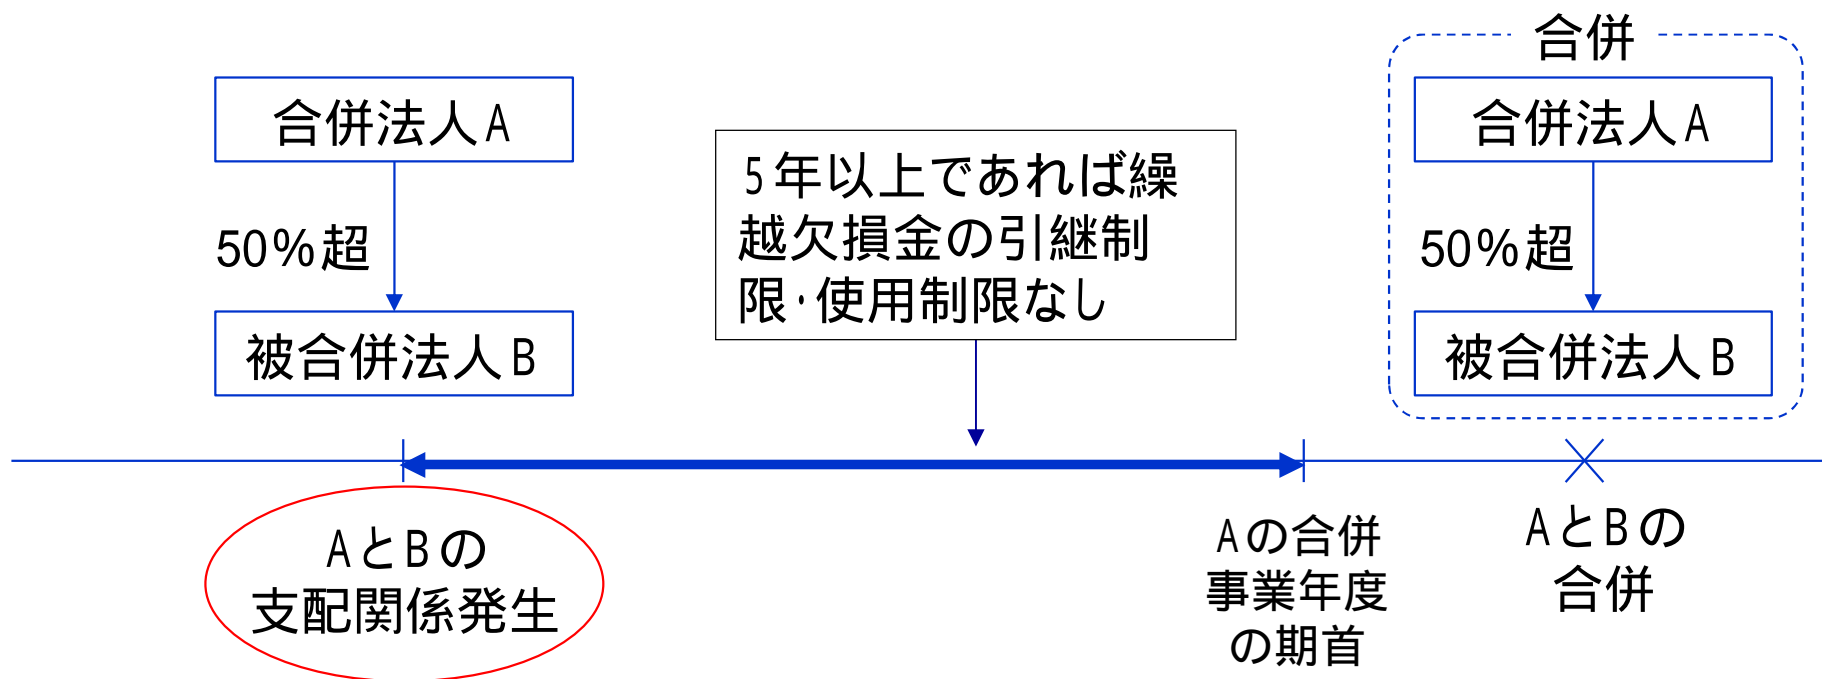 合併法人A
50%超
被合併法人B
5年以上であれば繰
越欠損金の引継制
限・使用制限なし
合併
合併法人A
50%超
被合併法人B
AとBの
支配関係発生
Aの合併
事業年度
の期首
AとBの
合併